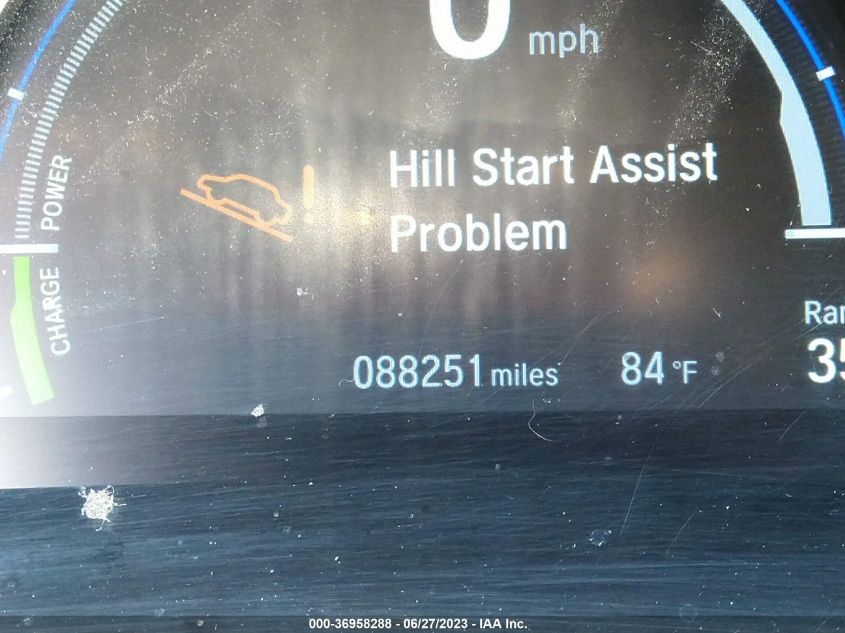 0 mph
POWER
Hill Start Assist
Problem
CHARGE
088251 miles 84 °F
000-36958288 - 06/27/2023 - IAA Inc.